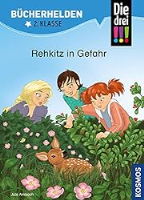 BÜCHERHELDEN
2. KLASSE
Die drei
!!!
Rehkitz in Gefahr
KOSMOS